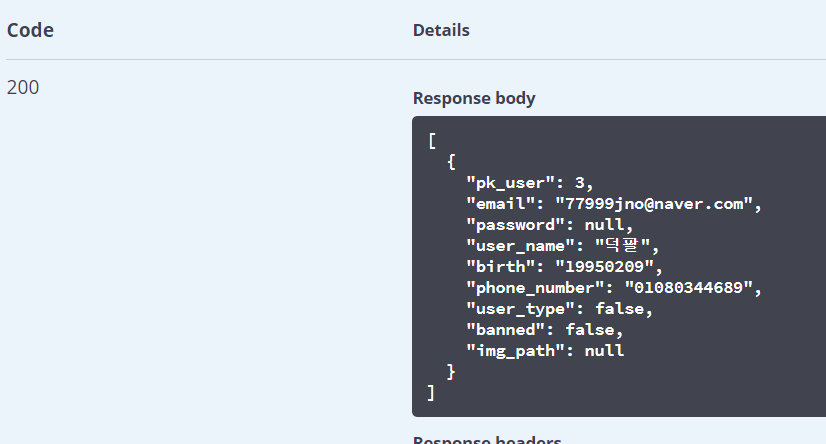 Code
Details
200
Response body
[
  {
    "pk_user": 3,
    "email": "77999jno@naver.com",
    "password": null,
    "user_name": "덕팔",
    "birth": "19950209",
    "phone_number": "01080344689",
    "user_type": false,
    "banned": false,
    "img_path": null
  }
]
Response headers